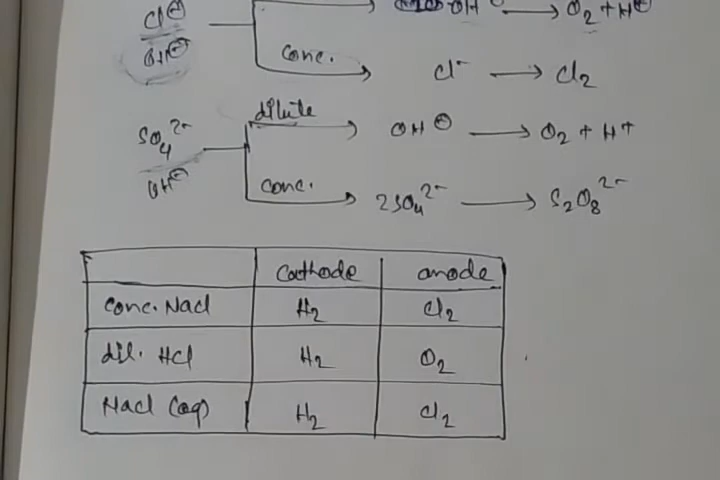 Cl⊖ OH⊖ → O₂ + H⊕
OH⊖ conc. Cl⁻ → Cl₂
SO₄²⁻ dilute OH⊖ → O₂ + H⁺
OH⊖ conc. 2SO₄²⁻ → S₂O₈²⁻
cathode anode
conc. Nacl H₂ Cl₂
dil. HCl H₂ O₂
Nacl (aq) H₂ Cl₂